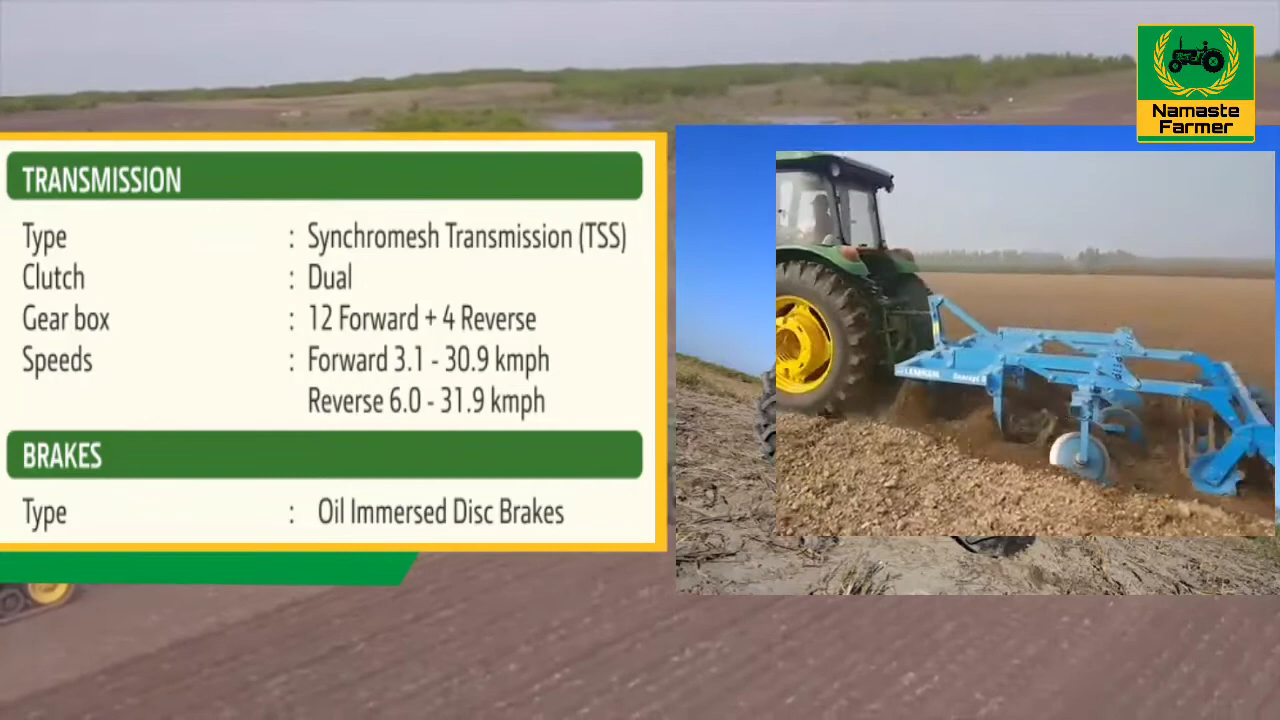 Namaste
Farmer
TRANSMISSION
Type : Synchromesh Transmission (TSS)
Clutch : Dual
Gear box : 12 Forward + 4 Reverse
Speeds : Forward 3.1 - 30.9 kmph
Reverse 6.0 - 31.9 kmph
BRAKES
Type : Oil Immersed Disc Brakes
LEMKEN